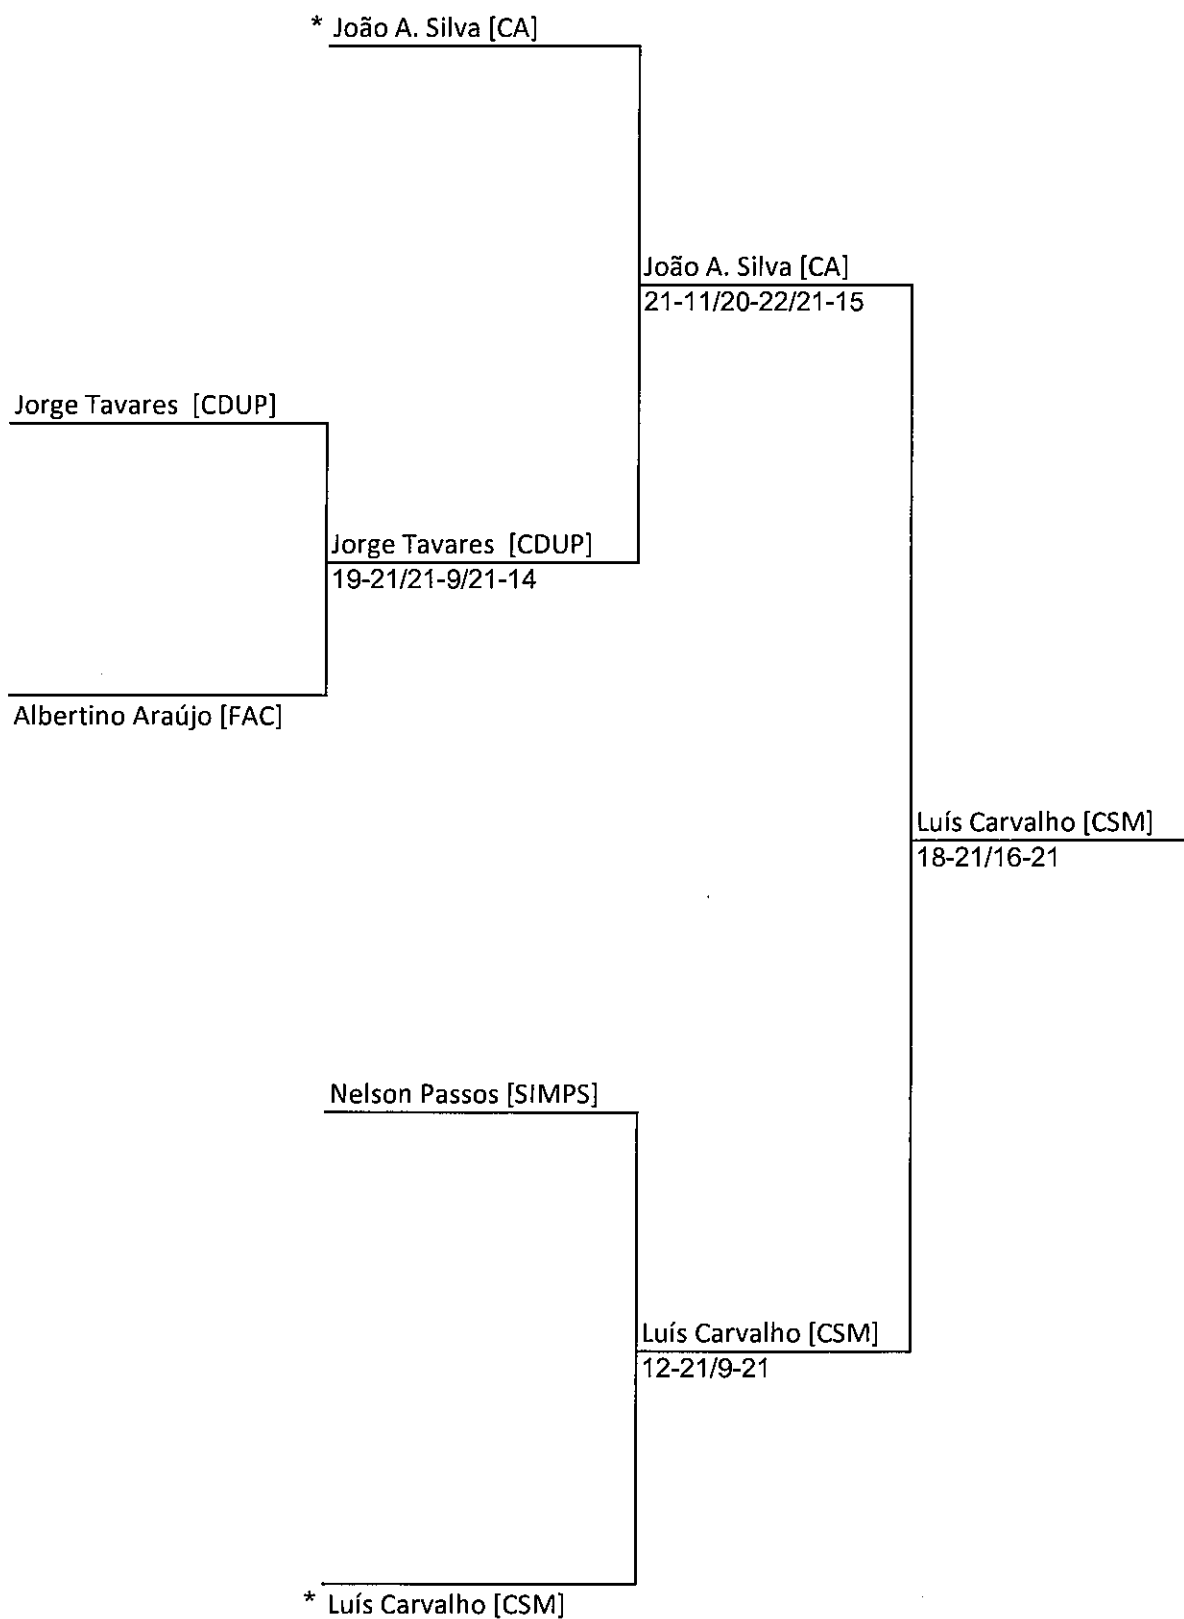 * João A. Silva [CA]
João A. Silva [CA]
21-11/20-22/21-15
Jorge Tavares  [CDUP]
Jorge Tavares  [CDUP]
19-21/21-9/21-14
Albertino Araújo [FAC]
Luís Carvalho [CSM]
18-21/16-21
Nelson Passos [SIMPS]
Luís Carvalho [CSM]
12-21/9-21
* Luís Carvalho [CSM]